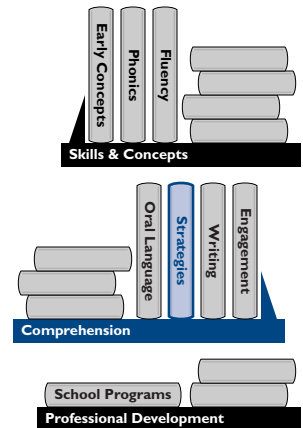 Early Concepts
Phonics
Fluency
Skills & Concepts
Oral Language
Strategies
Writing
Engagement
Comprehension
School Programs
Professional Development